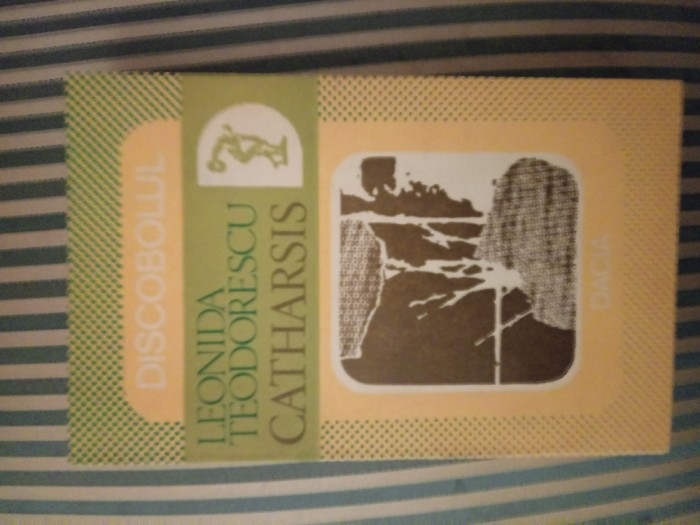 DISCOBOLUL
LEONIDA
TEODORESCU
CATHARSIS
DACIA